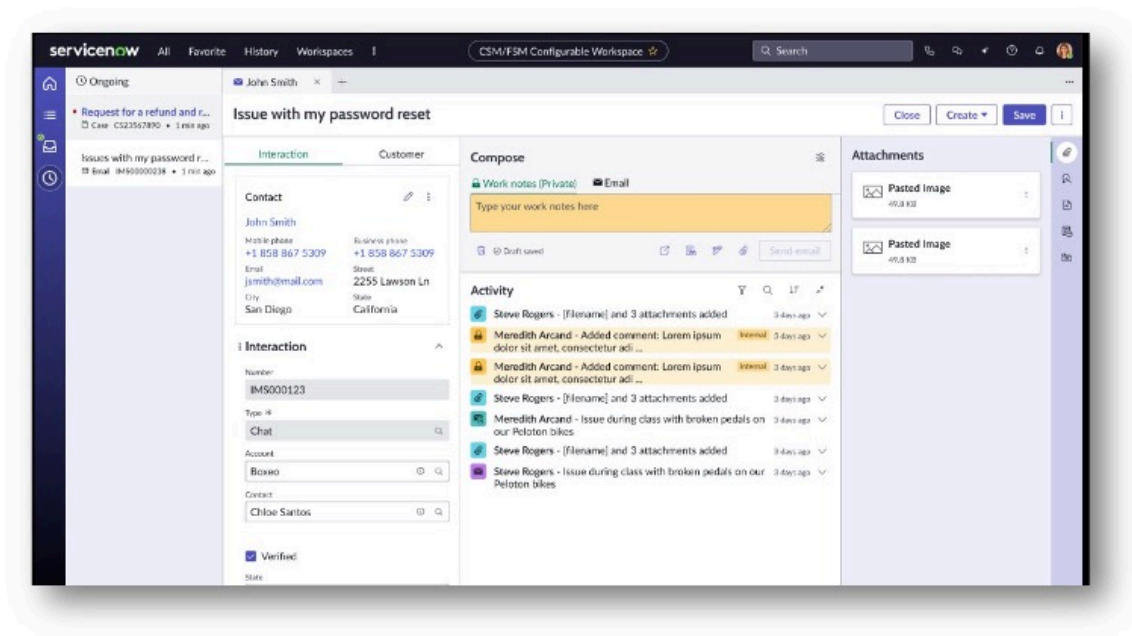 servicenow All Favorite History Workspaces
CSM/FSM Configurable Workspace
Search
Ongoing
John Smith
Request for a refund and r...
Case CS23567890 • 1 min ago
Issues with my password r...
Email IMS00000238 • 1 min ago
Issue with my password reset
Close Create Save
Interaction Customer
Contact
John Smith
Mobile phone Business phone
+1 858 867 5309 +1 858 867 5309
Email Street
jsmith@mail.com 2255 Lawson Ln
City State
San Diego California
Interaction
Number
IMS000123
Type
Chat
Account
Boxeo
Contact
Chloe Santos
Verified
State
Compose
Work notes (Private) Email
Type your work notes here
Draft saved Send email
Activity
Steve Rogers - [filename] and 3 attachments added 3 days ago
Meredith Arcand - Added comment: Lorem ipsum Internal 3 days ago
dolor sit amet, consectetur adi ...
Meredith Arcand - Added comment: Lorem ipsum Internal 3 days ago
dolor sit amet, consectetur adi ...
Steve Rogers - [filename] and 3 attachments added 3 days ago
Meredith Arcand - Issue during class with broken pedals on 3 days ago
our Peloton bikes
Steve Rogers - [filename] and 3 attachments added 3 days ago
Steve Rogers - Issue during class with broken pedals on our 3 days ago
Peloton bikes
Attachments
Pasted Image
49.8 KB
Pasted Image
49.8 KB